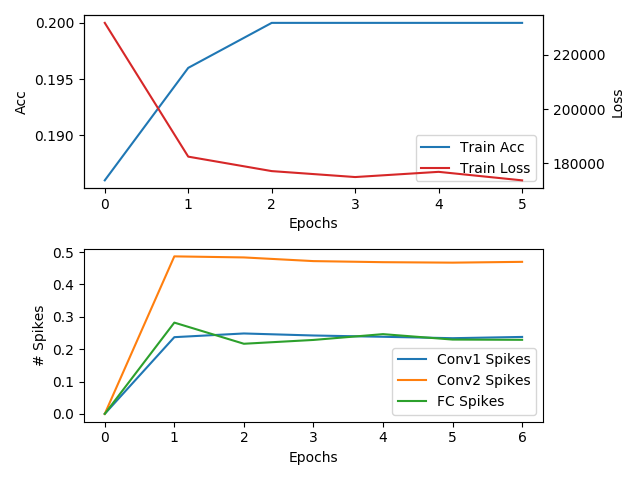 0.200
0.195
0.190
Acc
220000
200000
180000
Loss
Train Acc
Train Loss
0 1 2 3 4 5
Epochs
0.5
0.4
0.3
0.2
0.1
0.0
# Spikes
Conv1 Spikes
Conv2 Spikes
FC Spikes
0 1 2 3 4 5 6
Epochs